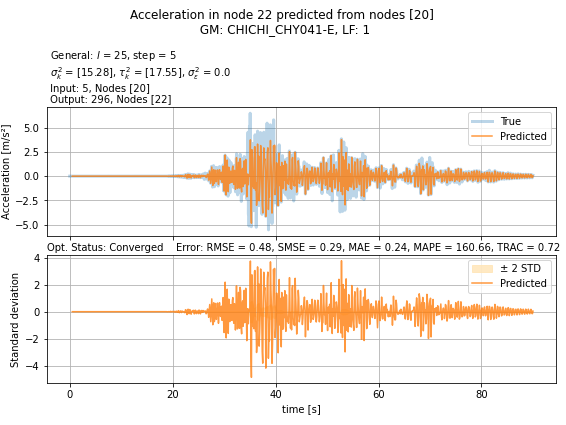 Acceleration in node 22 predicted from nodes [20]
GM: CHICHI_CHY041-E, LF: 1
General: l = 25, step = 5
σ²ₖ = [15.28], τ²ₖ = [17.55], σ²ε = 0.0
Input: 5, Nodes [20]
Output: 296, Nodes [22]
True
Predicted
5.0
2.5
0.0
−2.5
−5.0
Acceleration [m/s²]
Opt. Status: Converged Error: RMSE = 0.48, SMSE = 0.29, MAE = 0.24, MAPE = 160.66, TRAC = 0.72
± 2 STD
Predicted
4
2
0
−2
−4
Standard deviation
0 20 40 60 80
time [s]